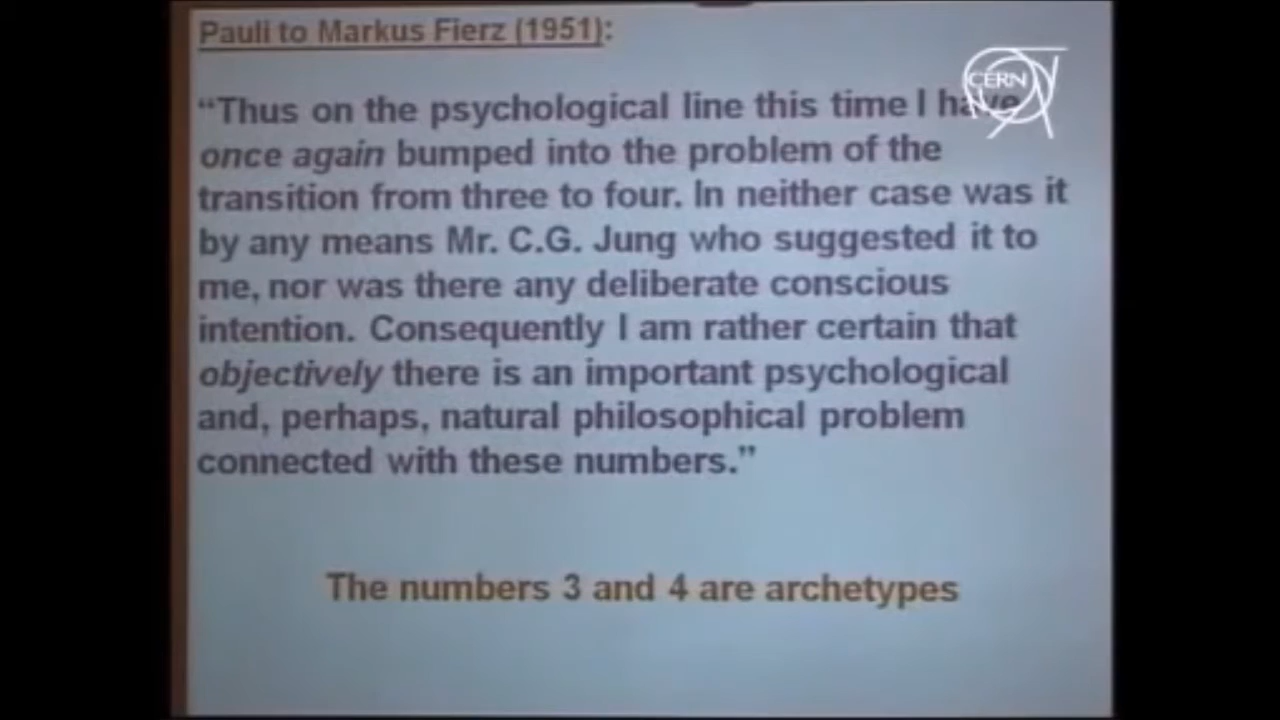 Pauli to Markus Fierz (1951):
CERN
“Thus on the psychological line this time I have
once again bumped into the problem of the
transition from three to four. In neither case was it
by any means Mr. C.G. Jung who suggested it to
me, nor was there any deliberate conscious
intention. Consequently I am rather certain that
objectively there is an important psychological
and, perhaps, natural philosophical problem
connected with these numbers.”
The numbers 3 and 4 are archetypes